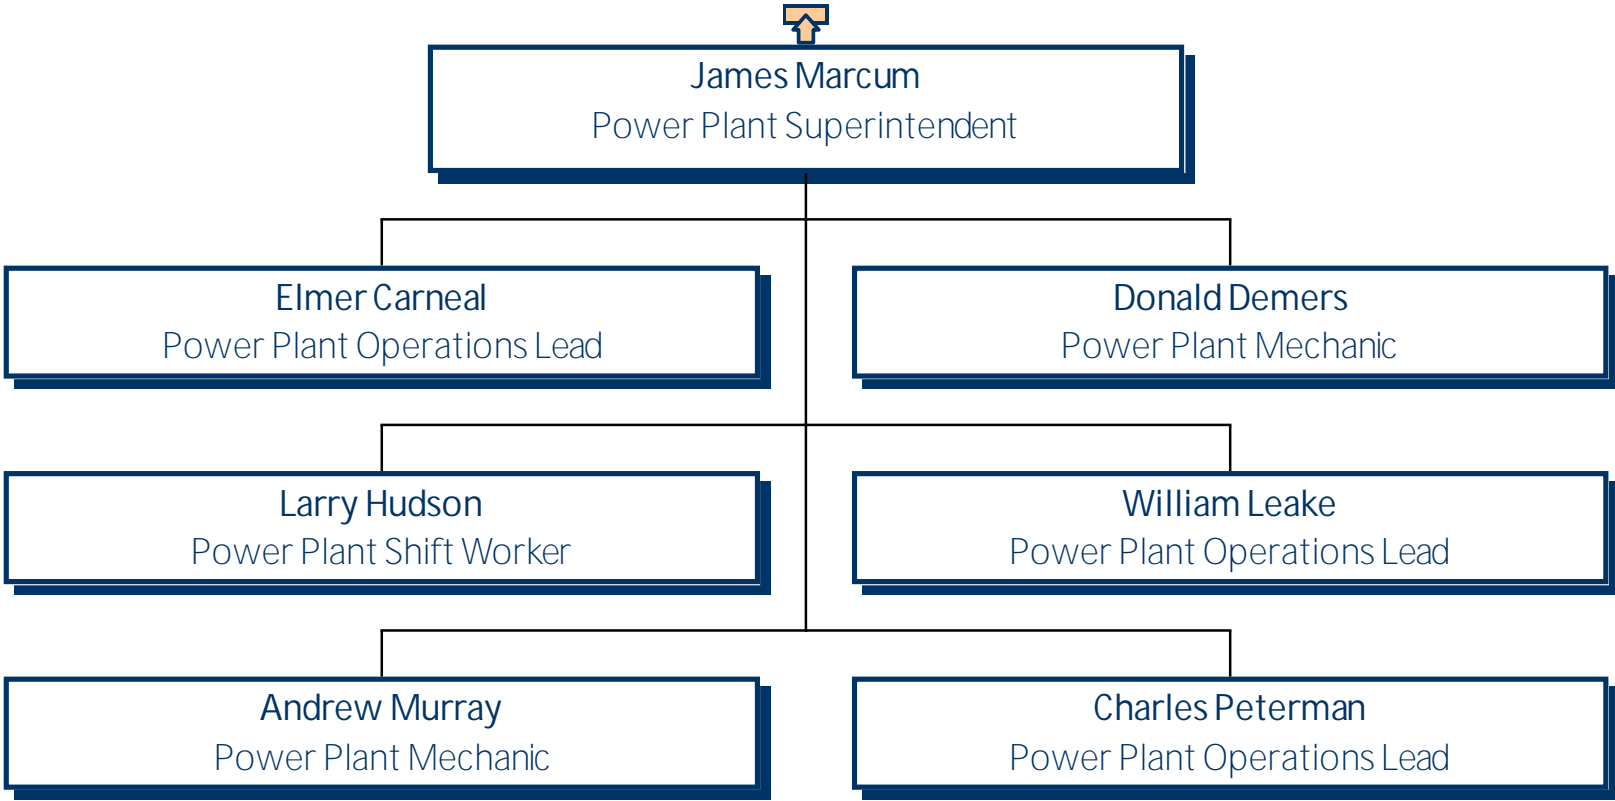 James Marcum
Power Plant Superintendent
Elmer Carneal
Power Plant Operations Lead
Donald Demers
Power Plant Mechanic
Larry Hudson
Power Plant Shift Worker
William Leake
Power Plant Operations Lead
Andrew Murray
Power Plant Mechanic
Charles Peterman
Power Plant Operations Lead